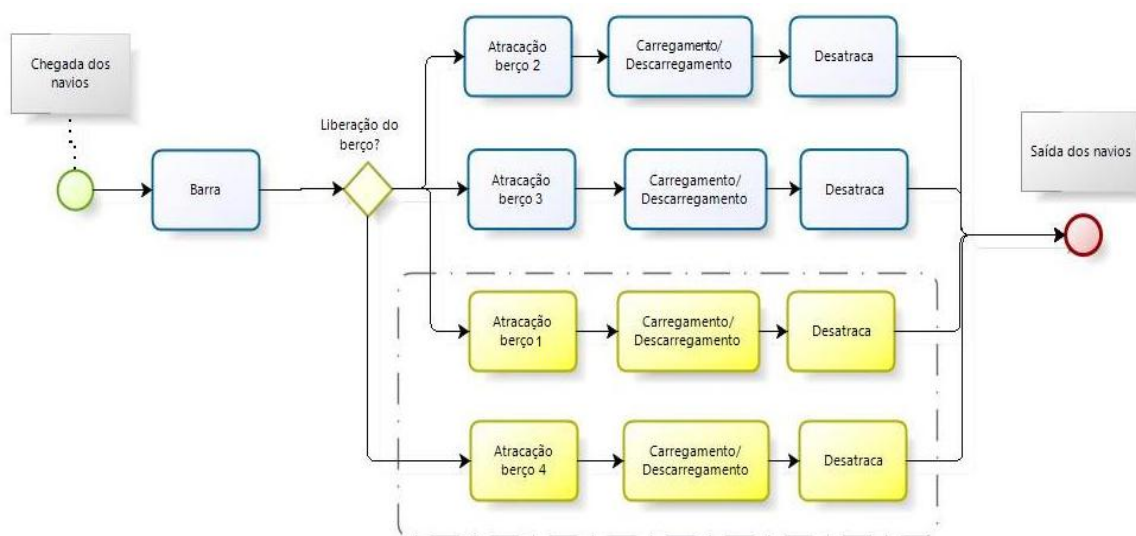 Chegada dos
navios
Barra
Liberação do
berço?
Atracação
berço 2
Carregamento/
Descarregamento
Desatraca
Atracação
berço 3
Carregamento/
Descarregamento
Desatraca
Atracação
berço 1
Carregamento/
Descarregamento
Desatraca
Atracação
berço 4
Carregamento/
Descarregamento
Desatraca
Saída dos navios